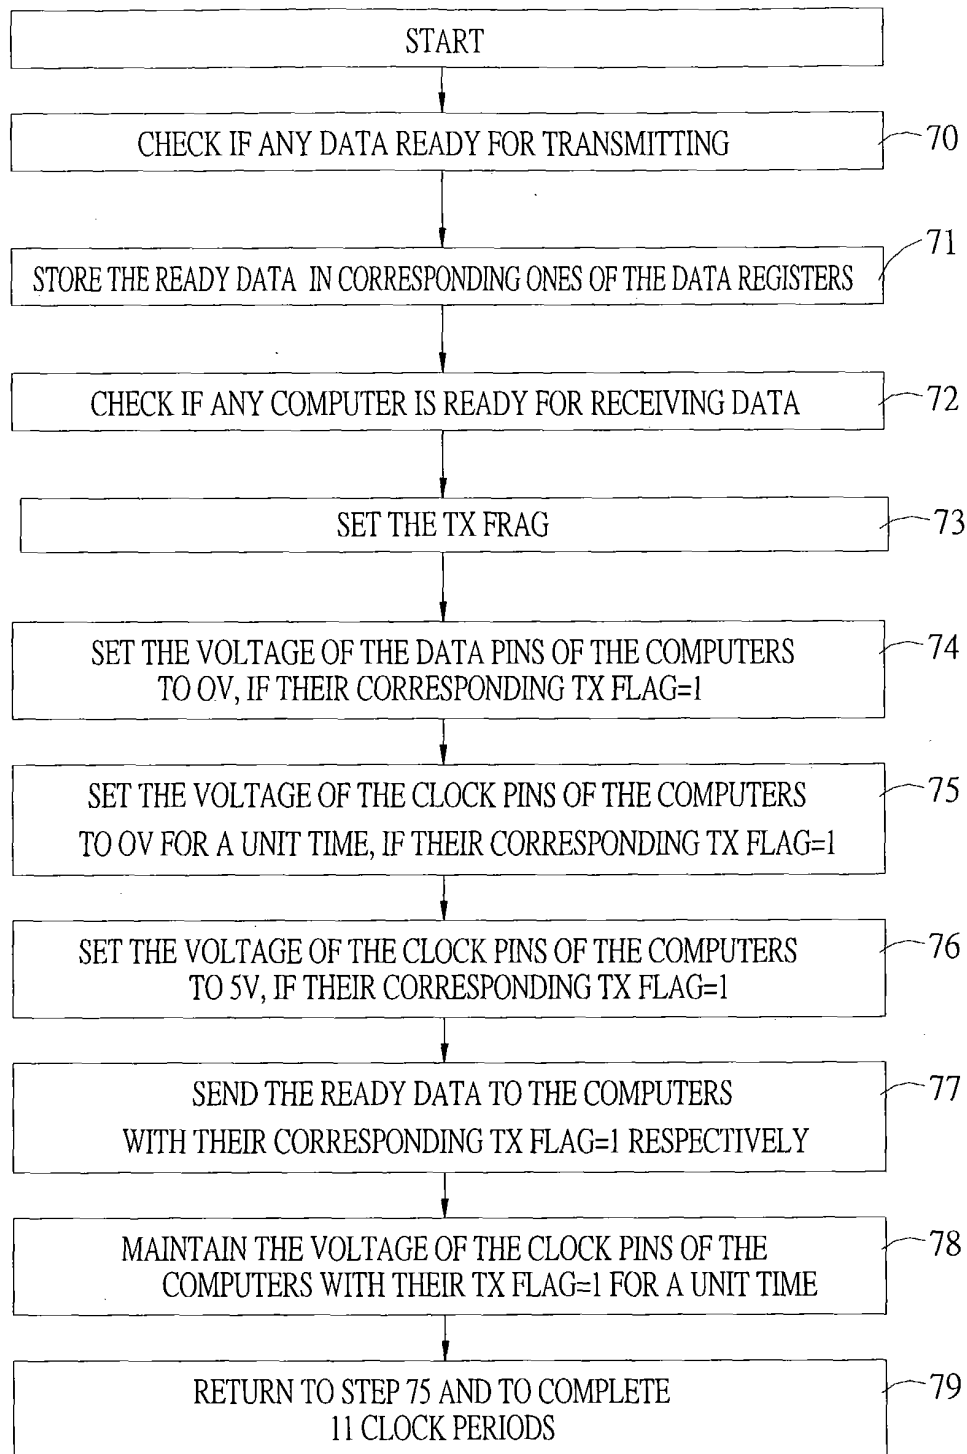 START
CHECK IF ANY DATA READY FOR TRANSMITTING
70
STORE THE READY DATA IN CORRESPONDING ONES OF THE DATA REGISTERS
71
CHECK IF ANY COMPUTER IS READY FOR RECEIVING DATA
72
SET THE TX FRAG
73
SET THE VOLTAGE OF THE DATA PINS OF THE COMPUTERS
TO OV, IF THEIR CORRESPONDING TX FLAG=1
74
SET THE VOLTAGE OF THE CLOCK PINS OF THE COMPUTERS
TO OV FOR A UNIT TIME, IF THEIR CORRESPONDING TX FLAG=1
75
SET THE VOLTAGE OF THE CLOCK PINS OF THE COMPUTERS
TO 5V, IF THEIR CORRESPONDING TX FLAG=1
76
SEND THE READY DATA TO THE COMPUTERS
WITH THEIR CORRESPONDING TX FLAG=1 RESPECTIVELY
77
MAINTAIN THE VOLTAGE OF THE CLOCK PINS OF THE
COMPUTERS WITH THEIR TX FLAG=1 FOR A UNIT TIME
78
RETURN TO STEP 75 AND TO COMPLETE
11 CLOCK PERIODS
79